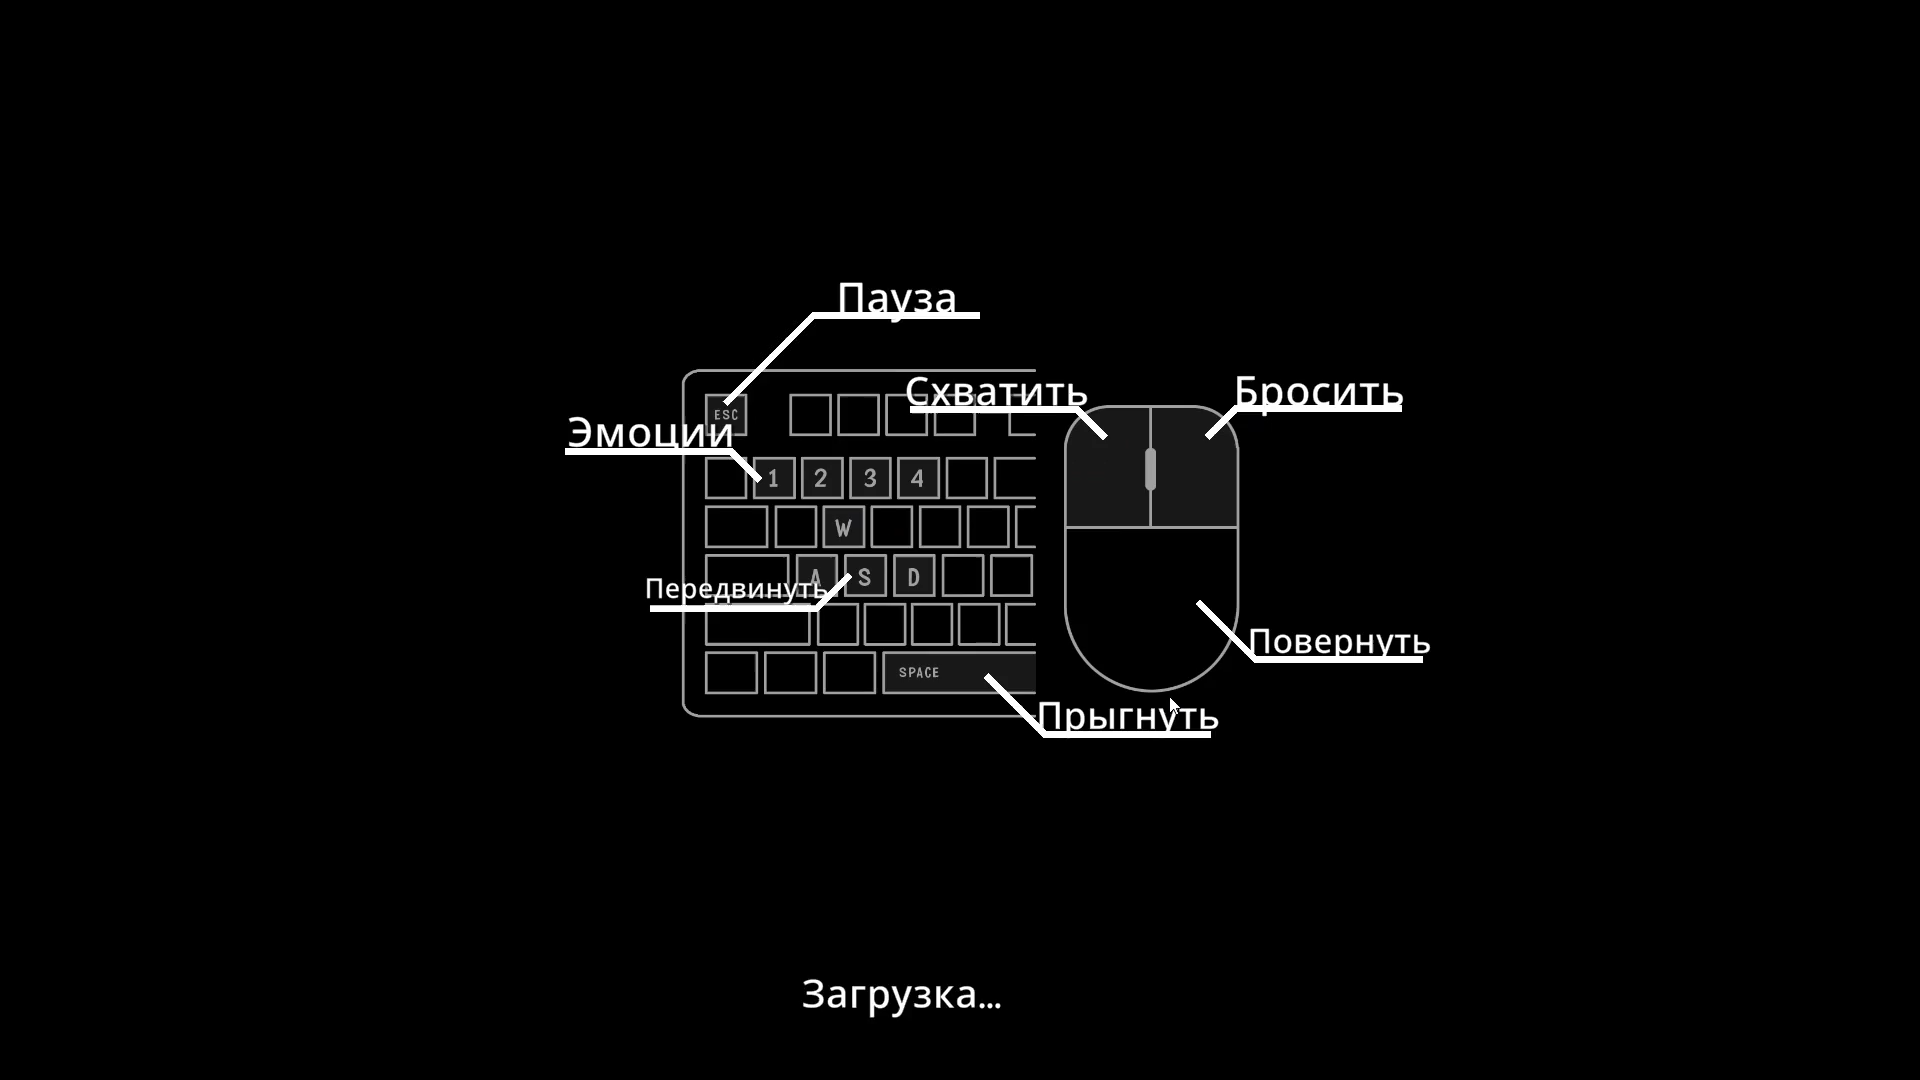 Пауза
Схватить
Бросить
ESC
Эмоции
1 2 3 4
W
A S D
Передвинуть
Повернуть
SPACE
Прыгнуть
Загрузка...